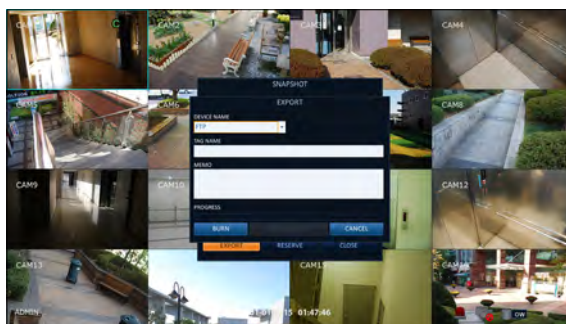 CAM2
CAM3
CAM4
SNAPSHOT
EXPORT
CAM5
CAM6
CAM8
DEVICE NAME
FTP
TAG NAME
MEMO
CAM9
CAM10
CAM12
PROGRESS
BURN
CANCEL
EXPORT
RESERVE
CLOSE
CAM13
ADMIN
15 01:47:46